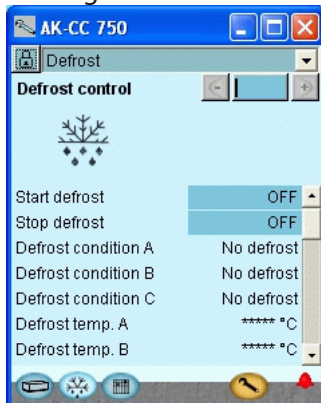 AK-CC 750
Defrost
Defrost control
Start defrost OFF
Stop defrost OFF
Defrost condition A No defrost
Defrost condition B No defrost
Defrost condition C No defrost
Defrost temp. A ***** °C
Defrost temp. B ***** °C